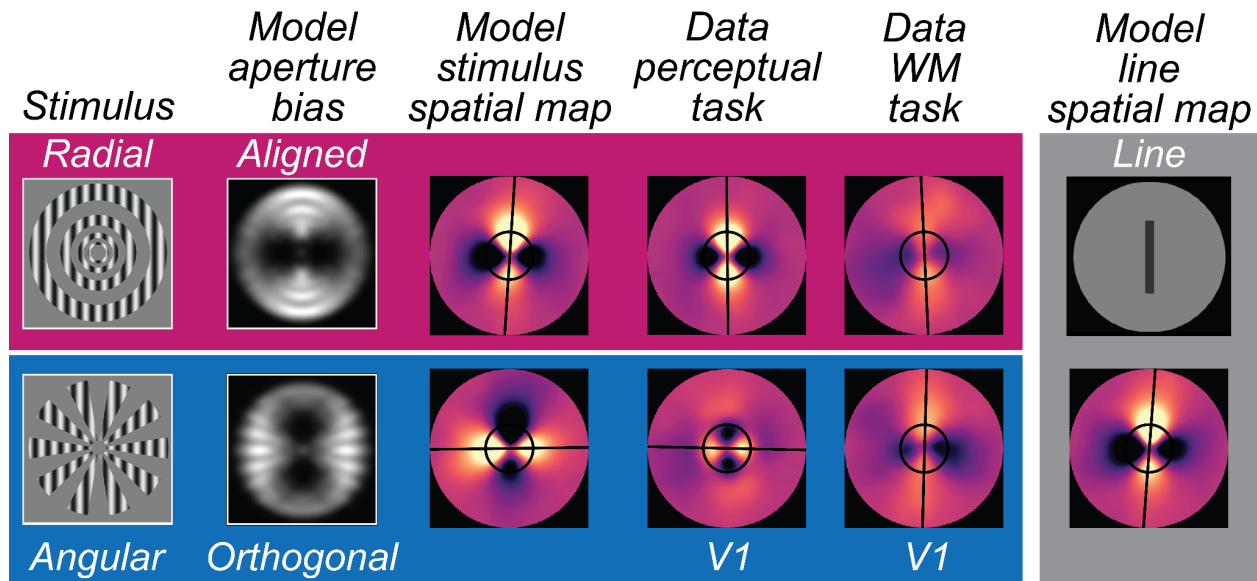 Stimulus
Model
aperture
bias
Model
stimulus
spatial map
Data
perceptual
task
Data
WM
task
Model
line
spatial map
Radial
Aligned
Line
Angular
Orthogonal
V1
V1